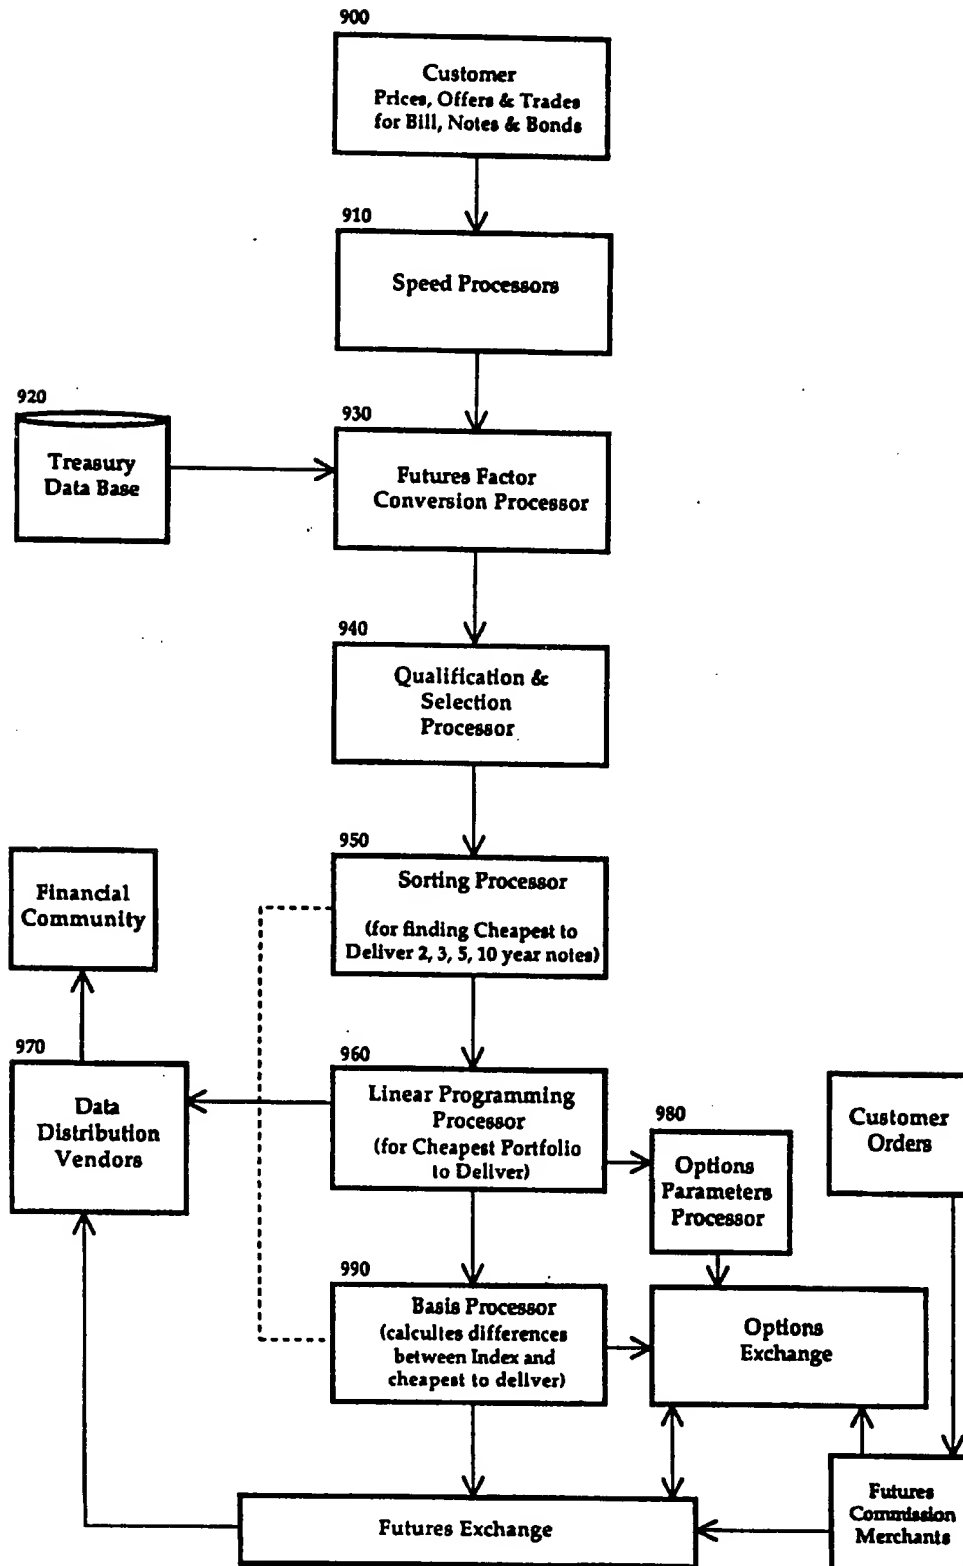 900
Customer
Prices, Offers & Trades
for Bill, Notes & Bonds
910
Speed Processors
920
Treasury
Data Base
930
Futures Factor
Conversion Processor
940
Qualification &
Selection
Processor
950
Sorting Processor
(for finding Cheapest to
Deliver 2, 3, 5, 10 year notes)
Financial
Community
960
Linear Programming
Processor
(for Cheapest Portfolio
to Deliver)
970
Data
Distribution
Vendors
980
Options
Parameters
Processor
Customer
Orders
990
Basis Processor
(calcultes differences
between Index and
cheapest to deliver)
Options
Exchange
Futures Exchange
Futures
Commission
Merchants